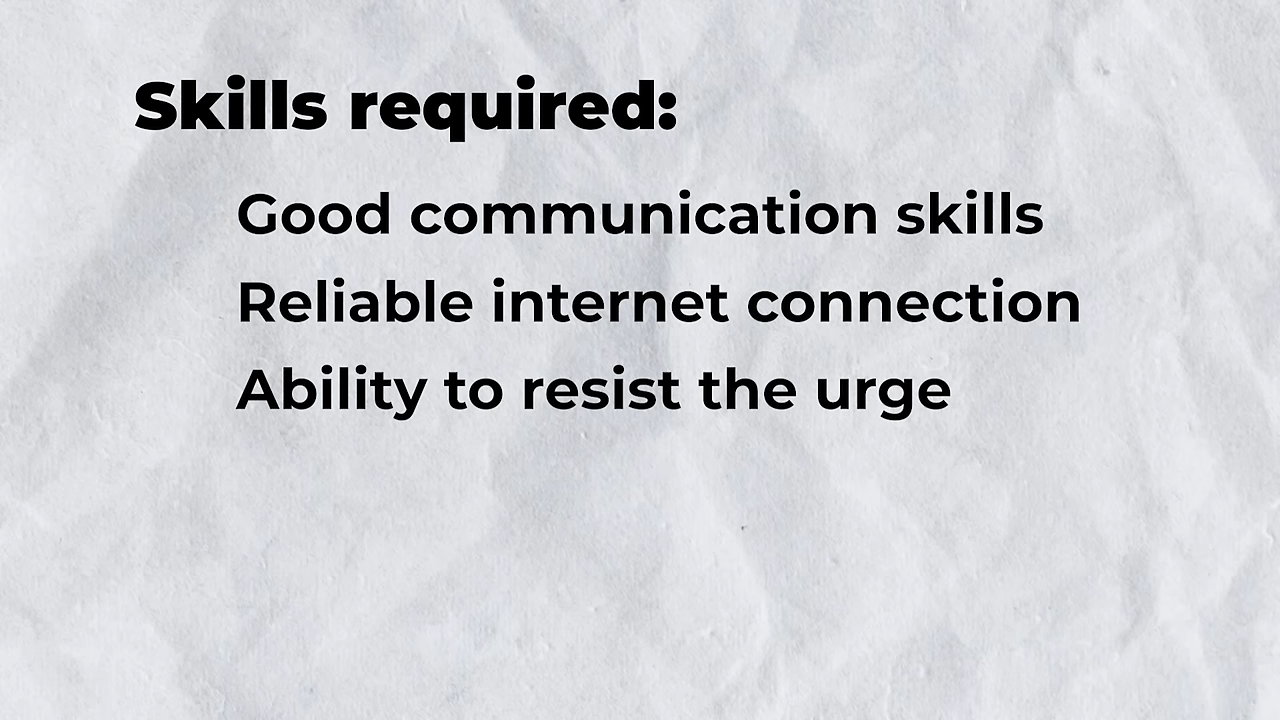 Skills required:
Good communication skills
Reliable internet connection
Ability to resist the urge